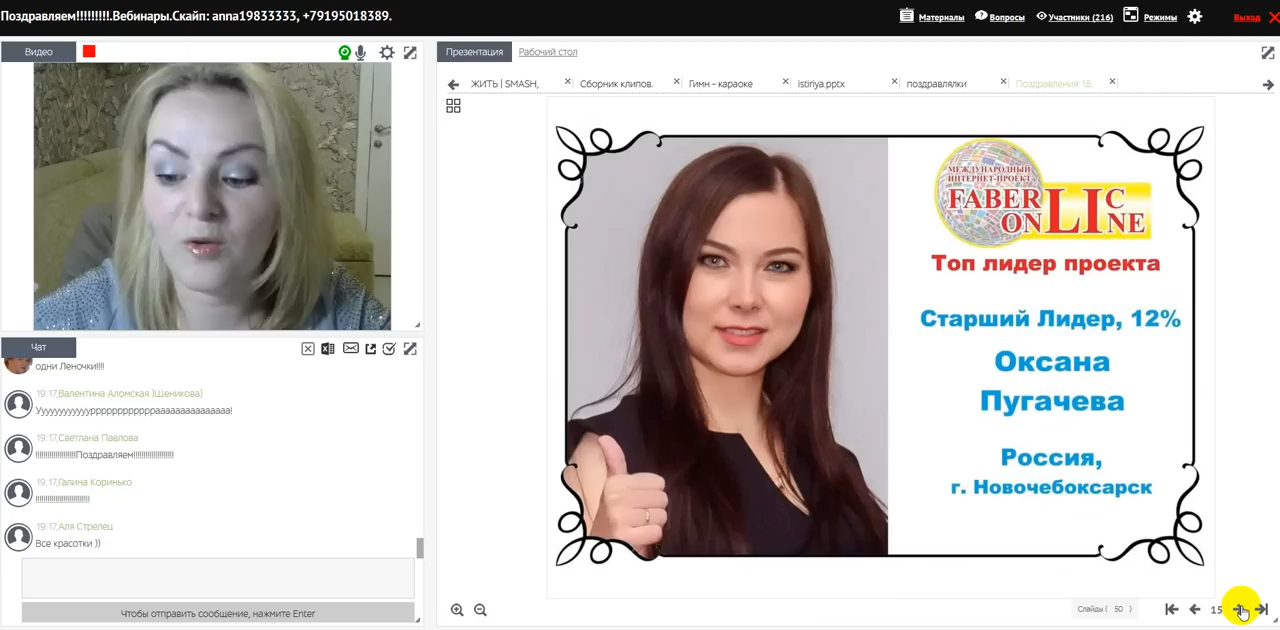 Поздравляем!!!!!!!!!.Вебинары.Скайп: anna19833333, +79195018389.
Материалы
Вопросы
Участники (216)
Режимы
Выход
Видео
Презентация
Рабочий стол
ЖИТЬ | SMASH,
Сборник клипов.
Гимн - караоке
istiriya.pptx
поздравлялки
Поздравления 18.
МЕЖДУНАРОДНЫЙ
ИНТЕРНЕТ-ПРОЕКТ
FABERLIC
ONLINE
Топ лидер проекта
Старший Лидер, 12%
Оксана
Пугачева
Россия,
г. Новочебоксарск
Чат
одни Леночки!!!!
19:17,Валентина Аломская )Щеникова)
19:17,Светлана Павлова
!!!!!!!!!!!!!!!!!!!!Поздравляем!!!!!!!!!!!!!!!!!!!!
19:17,Галина Коринько
!!!!!!!!!!!!!!!!!!!!!!!!!!!
19:17,Аля Стрелец
Все красотки ))
Чтобы отправить сообщение, нажмите Enter
Слайды ( 50 )
15